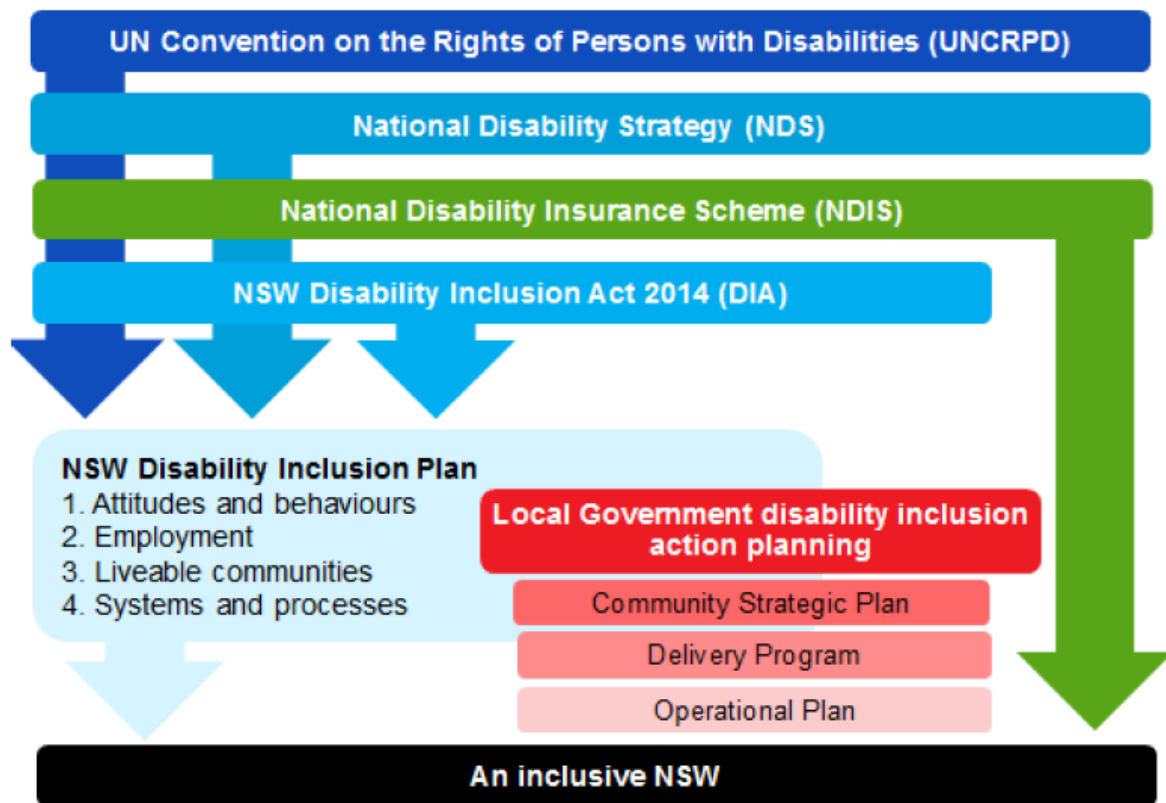 UN Convention on the Rights of Persons with Disabilities (UNCRPD)
National Disability Strategy (NDS)
National Disability Insurance Scheme (NDIS)
NSW Disability Inclusion Act 2014 (DIA)
NSW Disability Inclusion Plan
1. Attitudes and behaviours
2. Employment
3. Liveable communities
4. Systems and processes
Local Government disability inclusion
action planning
Community Strategic Plan
Delivery Program
Operational Plan
An inclusive NSW